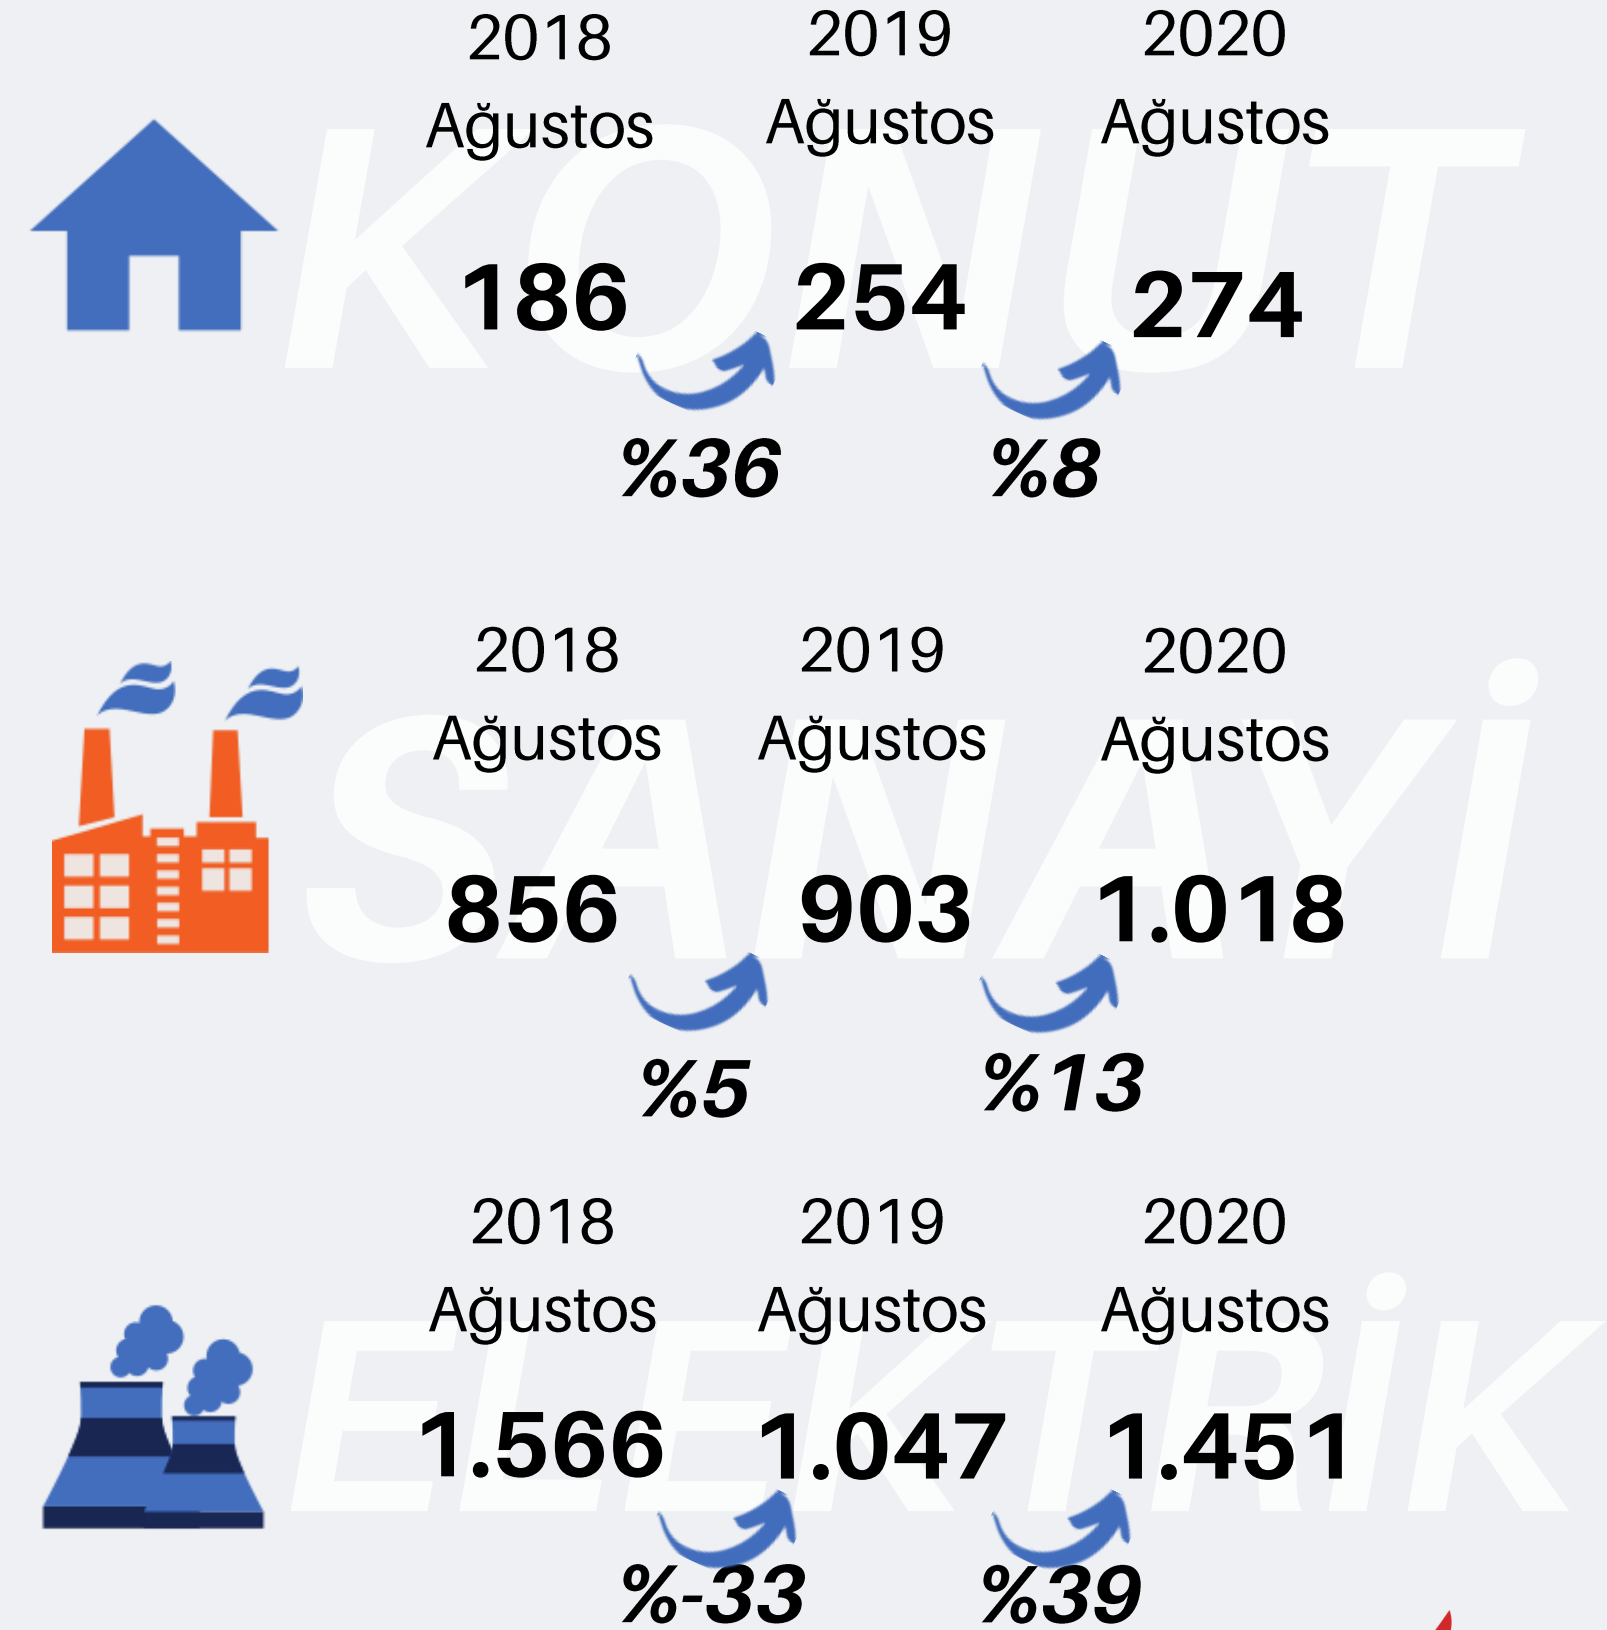 KONUT
2018 2019 2020
Ağustos Ağustos Ağustos
186 254 274
%36 %8
SANAYİ
2018 2019 2020
Ağustos Ağustos Ağustos
856 903 1.018
%5 %13
ELEKTRİK
2018 2019 2020
Ağustos Ağustos Ağustos
1.566 1.047 1.451
%-33 %39